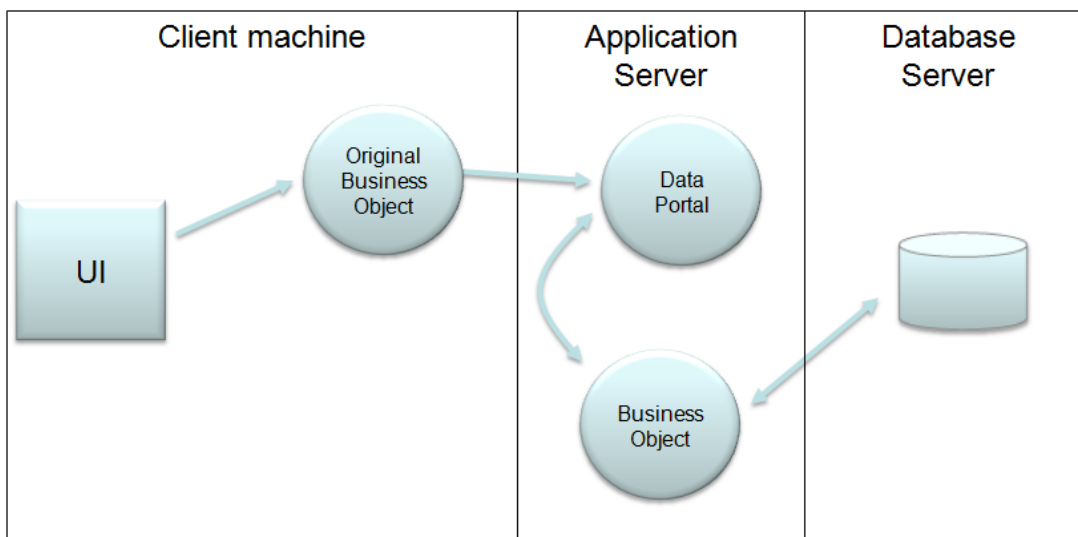 Client machine
Application
Server
Database
Server
Original
Business
Object
Data
Portal
UI
Business
Object